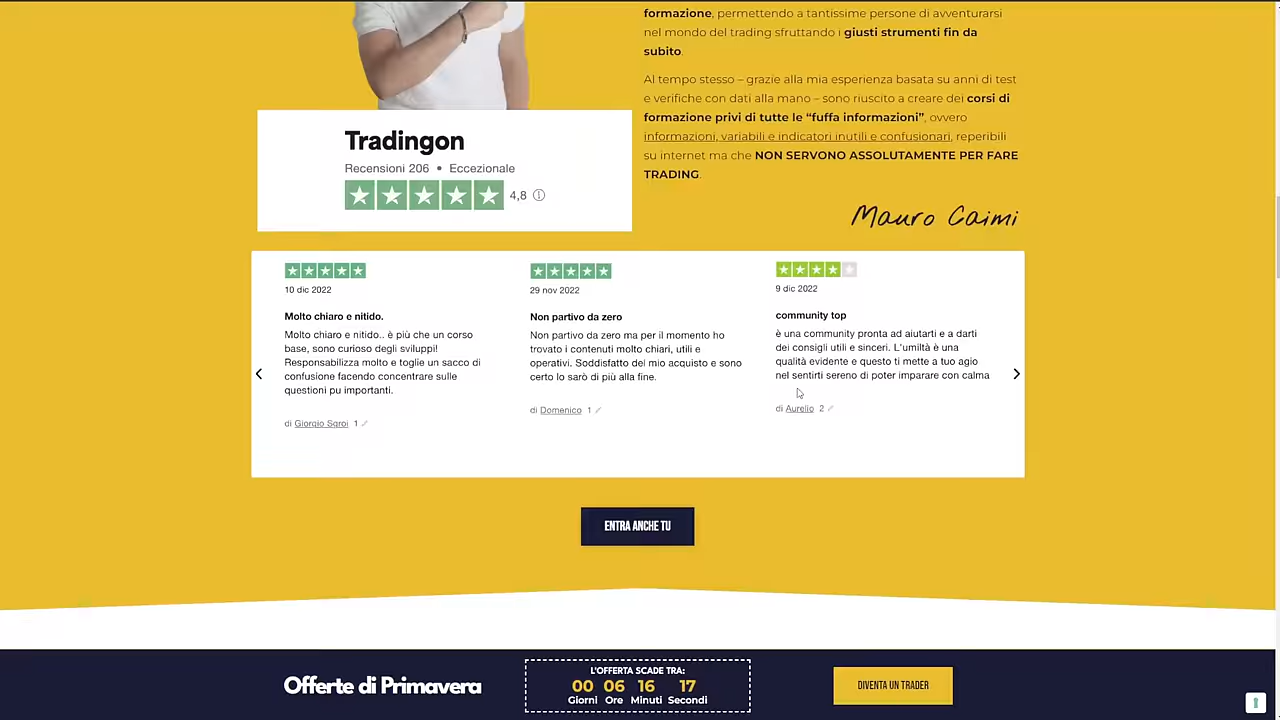 formazione, permettendo a tantissime persone di avventurarsi
nel mondo del trading sfruttando i giusti strumenti fin da
subito.
Al tempo stesso – grazie alla mia esperienza basata su anni di test
e verifiche con dati alla mano – sono riuscito a creare dei corsi di
formazione privi di tutte le “fuffa informazioni”, ovvero
informazioni, variabili e indicatori inutili e confusionari, reperibili
su internet ma che NON SERVONO ASSOLUTAMENTE PER FARE
TRADING.
Mauro Caimi
Tradingon
Recensioni 206 • Eccezionale
4,8
10 dic 2022
Molto chiaro e nitido.
Molto chiaro e nitido.. è più che un corso
base, sono curioso degli sviluppi!
Responsabilizza molto e toglie un sacco di
confusione facendo concentrare sulle
questioni pu importanti.
di Giorgio Sgroi 1
29 nov 2022
Non partivo da zero
Non partivo da zero ma per il momento ho
trovato i contenuti molto chiari, utili e
operativi. Soddisfatto del mio acquisto e sono
certo lo sarò di più alla fine.
di Domenico 1
9 dic 2022
community top
è una community pronta ad aiutarti e a darti
dei consigli utili e sinceri. L'umiltà è una
qualità evidente e questo ti mette a tuo agio
nel sentirti sereno di poter imparare con calma
di Aurelio 2
ENTRA ANCHE TU
Offerte di Primavera
L'OFFERTA SCADE TRA:
00 06 16 17
Giorni Ore Minuti Secondi
DIVENTA UN TRADER